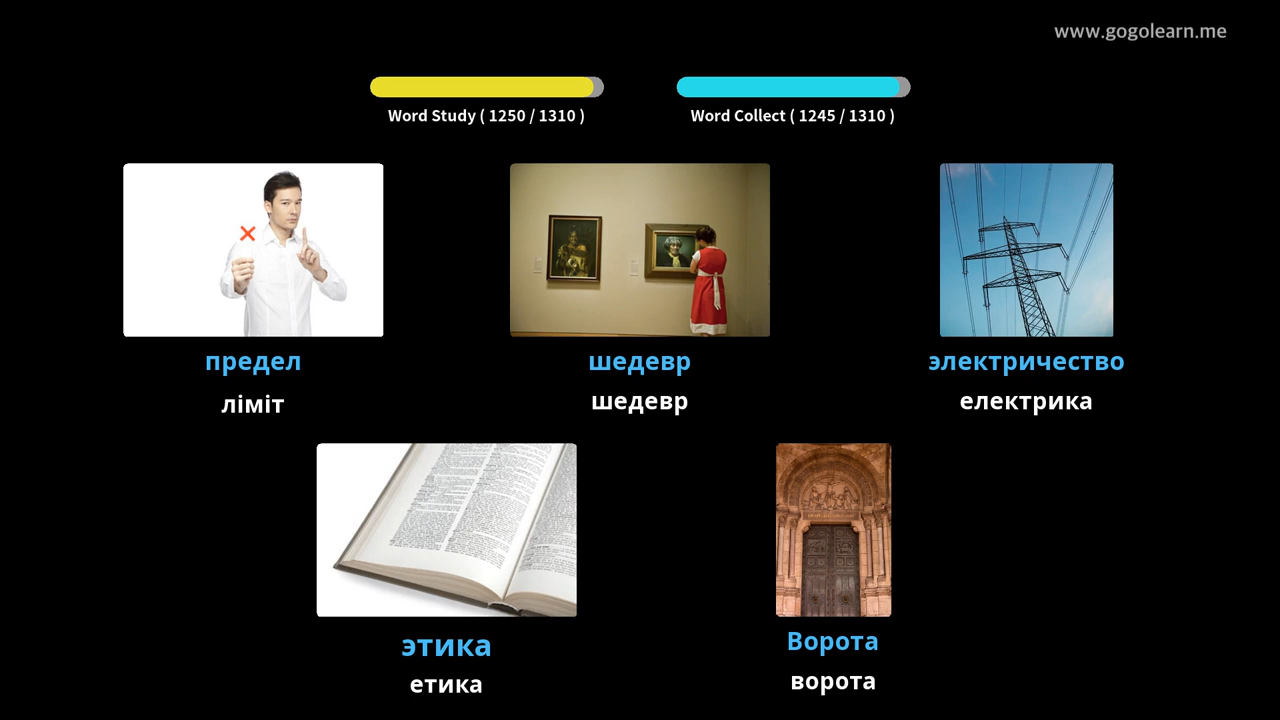 www.gogolearn.me
Word Study ( 1250 / 1310 )
Word Collect ( 1245 / 1310 )
предел
ліміт
шедевр
шедевр
электричество
електрика
этика
етика
Ворота
ворота